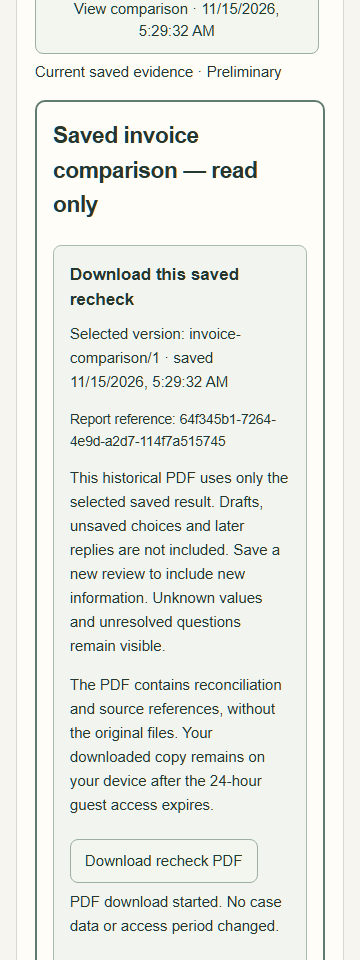 View comparison · 11/15/2026,
5:29:32 AM
Current saved evidence · Preliminary
Saved invoice
comparison — read
only
Download this saved
recheck
Selected version: invoice-
comparison/1 · saved
11/15/2026, 5:29:32 AM
Report reference: 64f345b1-7264-
4e9d-a2d7-114f7a515745
This historical PDF uses only the
selected saved result. Drafts,
unsaved choices and later
replies are not included. Save a
new review to include new
information. Unknown values
and unresolved questions
remain visible.
The PDF contains reconciliation
and source references, without
the original files. Your
downloaded copy remains on
your device after the 24-hour
guest access expires.
Download recheck PDF
PDF download started. No case
data or access period changed.